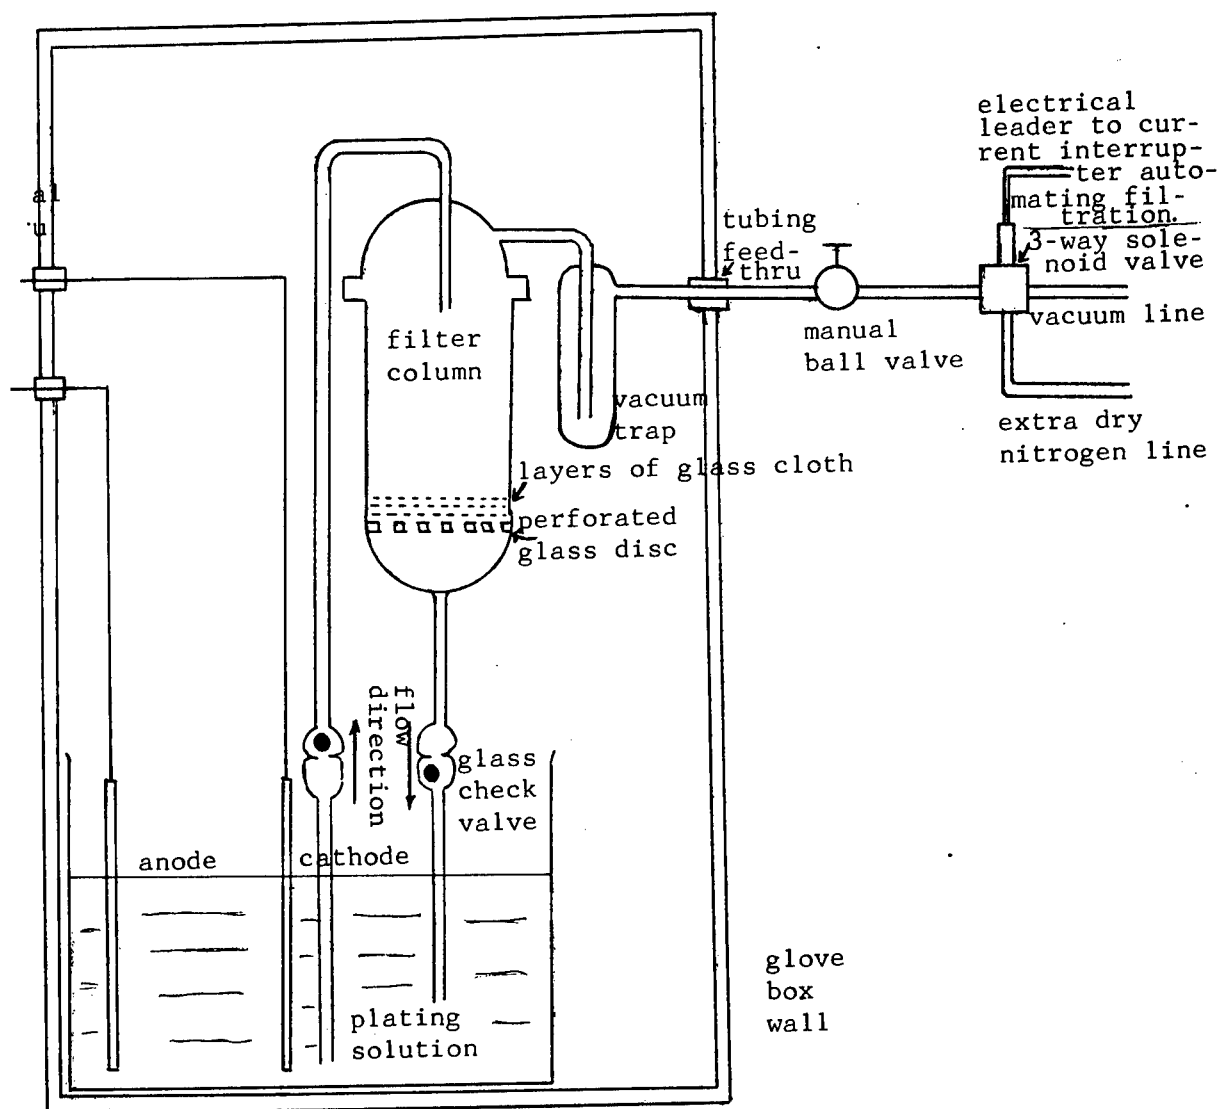 electrical
leader to cur-
rent interrup-
ter auto-
mating fil-
tration.
3-way sole-
noid valve
vacuum line
extra dry
nitrogen line
manual
ball valve
tubing
feed-
thru
al
u
filter
column
vacuum
trap
layers of glass cloth
perforated
glass disc
flow
direction
glass
check
valve
anode
cathode
plating
solution
glove
box
wall